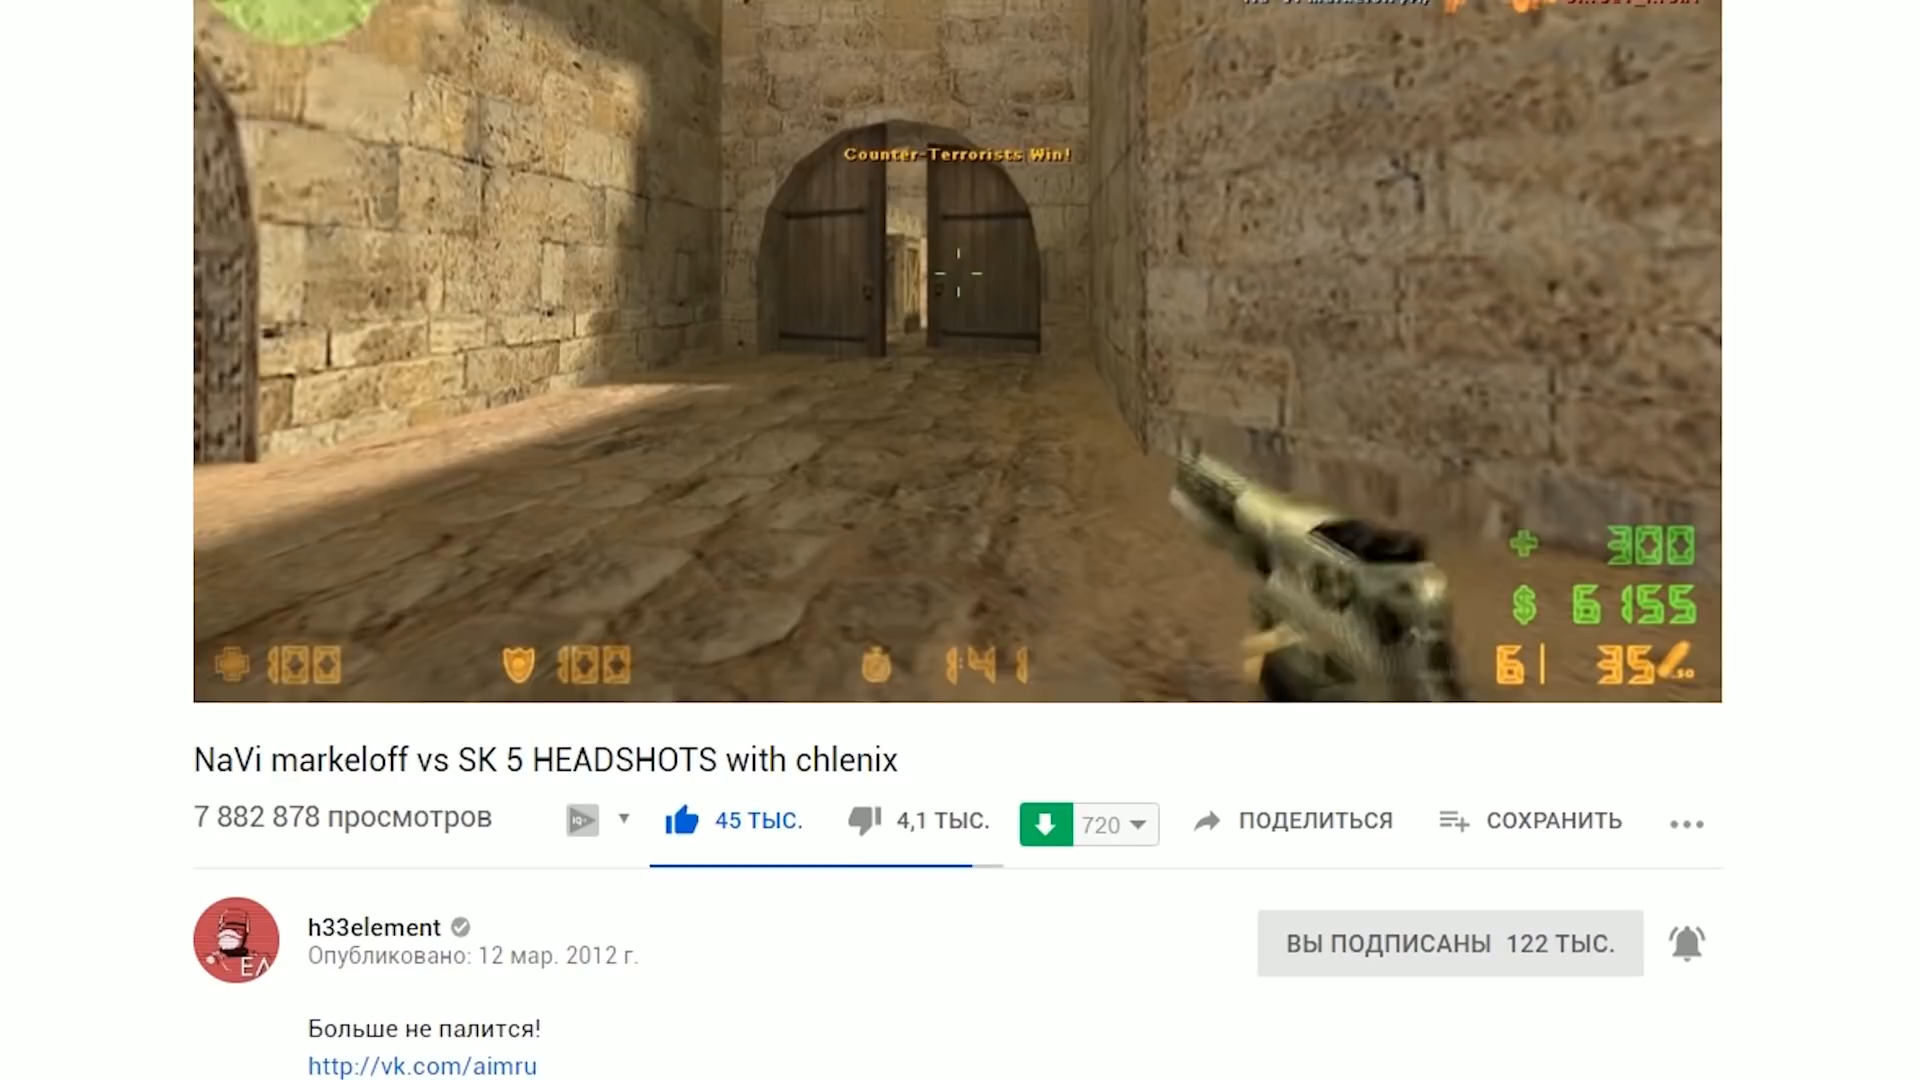 Counter-Terrorists Win!
300
$ 6155
100 100 1:41 6| 35
NaVi markeloff vs SK 5 HEADSHOTS with chlenix
7 882 878 просмотров
45 ТЫС. 4,1 ТЫС. 720 ПОДЕЛИТЬСЯ СОХРАНИТЬ
h33element
Опубликовано: 12 мар. 2012 г.
ВЫ ПОДПИСАНЫ 122 ТЫС.
Больше не палится!
http://vk.com/aimru